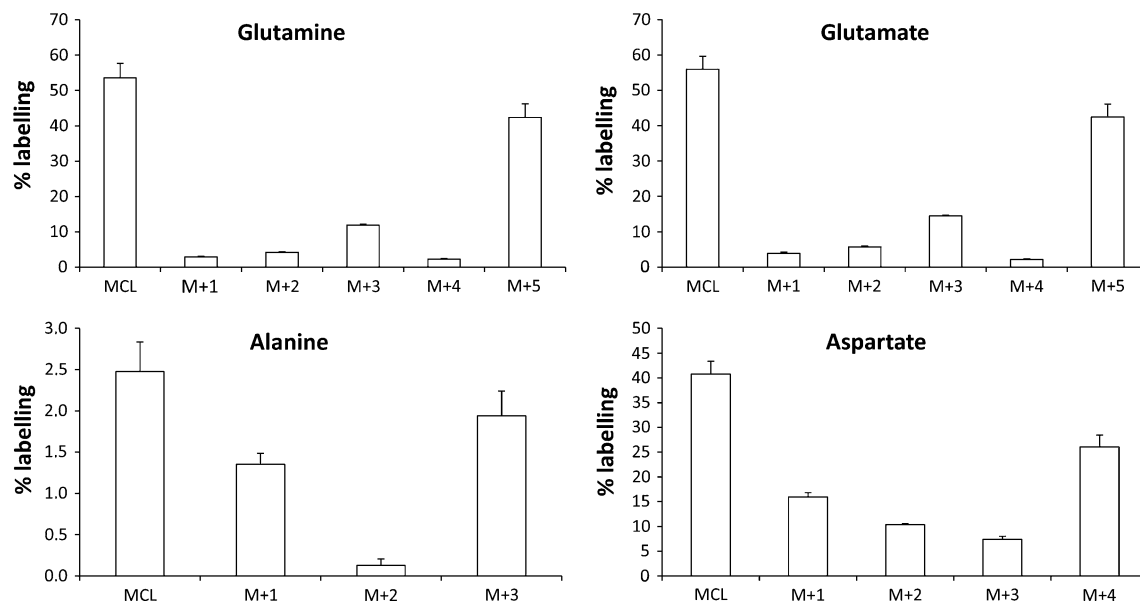 Glutamine
% labelling
70
60
50
40
30
20
10
0
MCL M+1 M+2 M+3 M+4 M+5
Glutamate
% labelling
70
60
50
40
30
20
10
0
MCL M+1 M+2 M+3 M+4 M+5
Alanine
% labelling
3.0
2.5
2.0
1.5
1.0
0.5
0.0
MCL M+1 M+2 M+3
Aspartate
% labelling
50
45
40
35
30
25
20
15
10
5
0
MCL M+1 M+2 M+3 M+4